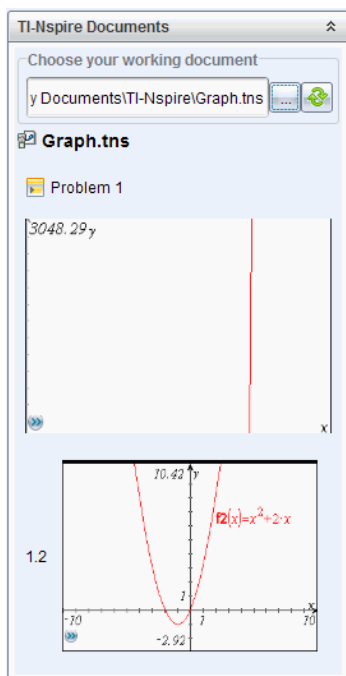 TI-Nspire Documents
Choose your working document
y Documents\TI-Nspire\Graph.tns
...
Graph.tns
Problem 1
3048.29 y
x
1.2
10.42 y
f2(x)=x²+2·x
1
x
-10
1
10
-2.92